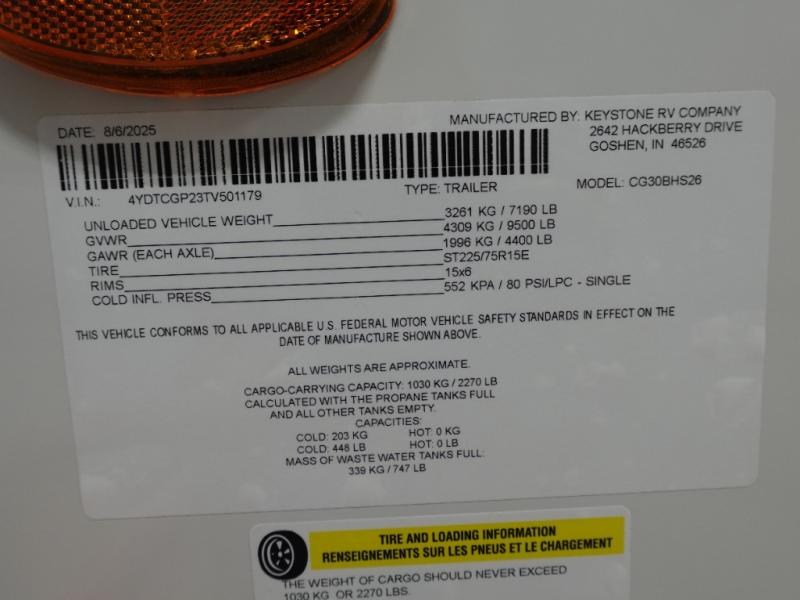 DATE: 8/6/2025
MANUFACTURED BY: KEYSTONE RV COMPANY
2642 HACKBERRY DRIVE
GOSHEN, IN 46526
V.I.N.: 4YDTCGP23TV501179 TYPE: TRAILER MODEL: CG30BHS26
UNLOADED VEHICLE WEIGHT 3261 KG / 7190 LB
GVWR 4309 KG / 9500 LB
GAWR (EACH AXLE) 1996 KG / 4400 LB
TIRE ST225/75R15E
RIMS 15x6
COLD INFL. PRESS 552 KPA / 80 PSI/LPC - SINGLE
THIS VEHICLE CONFORMS TO ALL APPLICABLE U.S. FEDERAL MOTOR VEHICLE SAFETY STANDARDS IN EFFECT ON THE
DATE OF MANUFACTURE SHOWN ABOVE.
ALL WEIGHTS ARE APPROXIMATE.
CARGO-CARRYING CAPACITY: 1030 KG / 2270 LB
CALCULATED WITH THE PROPANE TANKS FULL
AND ALL OTHER TANKS EMPTY.
CAPACITIES:
COLD: 203 KG HOT: 0 KG
COLD: 448 LB HOT: 0 LB
MASS OF WASTE WATER TANKS FULL:
339 KG / 747 LB
TIRE AND LOADING INFORMATION
RENSEIGNEMENTS SUR LES PNEUS ET LE CHARGEMENT
THE WEIGHT OF CARGO SHOULD NEVER EXCEED
1030 KG OR 2270 LBS.